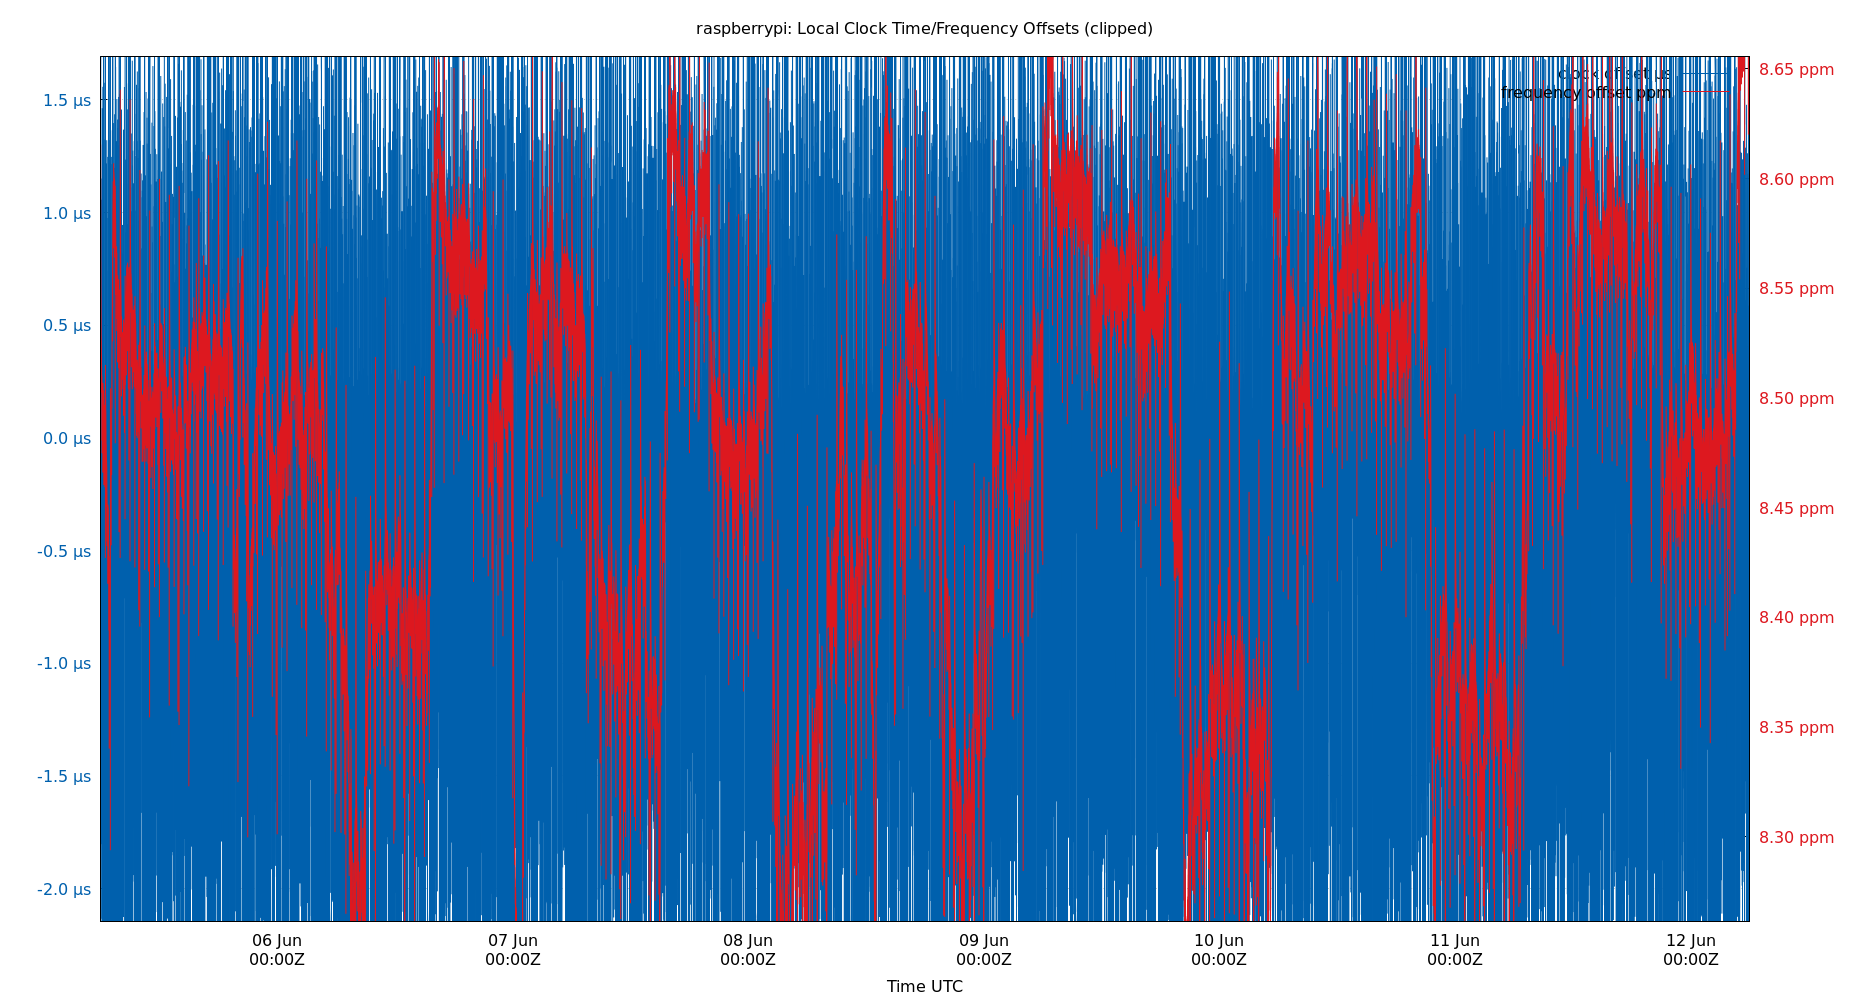 raspberrypi: Local Clock Time/Frequency Offsets (clipped)
clock offset µs
frequency offset ppm
1.5 µs
1.0 µs
0.5 µs
0.0 µs
-0.5 µs
-1.0 µs
-1.5 µs
-2.0 µs
8.65 ppm
8.60 ppm
8.55 ppm
8.50 ppm
8.45 ppm
8.40 ppm
8.35 ppm
8.30 ppm
06 Jun
00:00Z
07 Jun
00:00Z
08 Jun
00:00Z
09 Jun
00:00Z
10 Jun
00:00Z
11 Jun
00:00Z
12 Jun
00:00Z
Time UTC